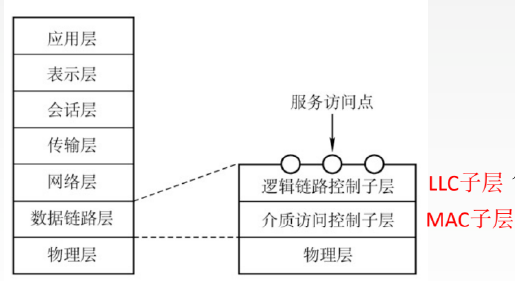 应用层
表示层
会话层
传输层
网络层
数据链路层
物理层
服务访问点
逻辑链路控制子层
LLC子层
介质访问控制子层
MAC子层
物理层